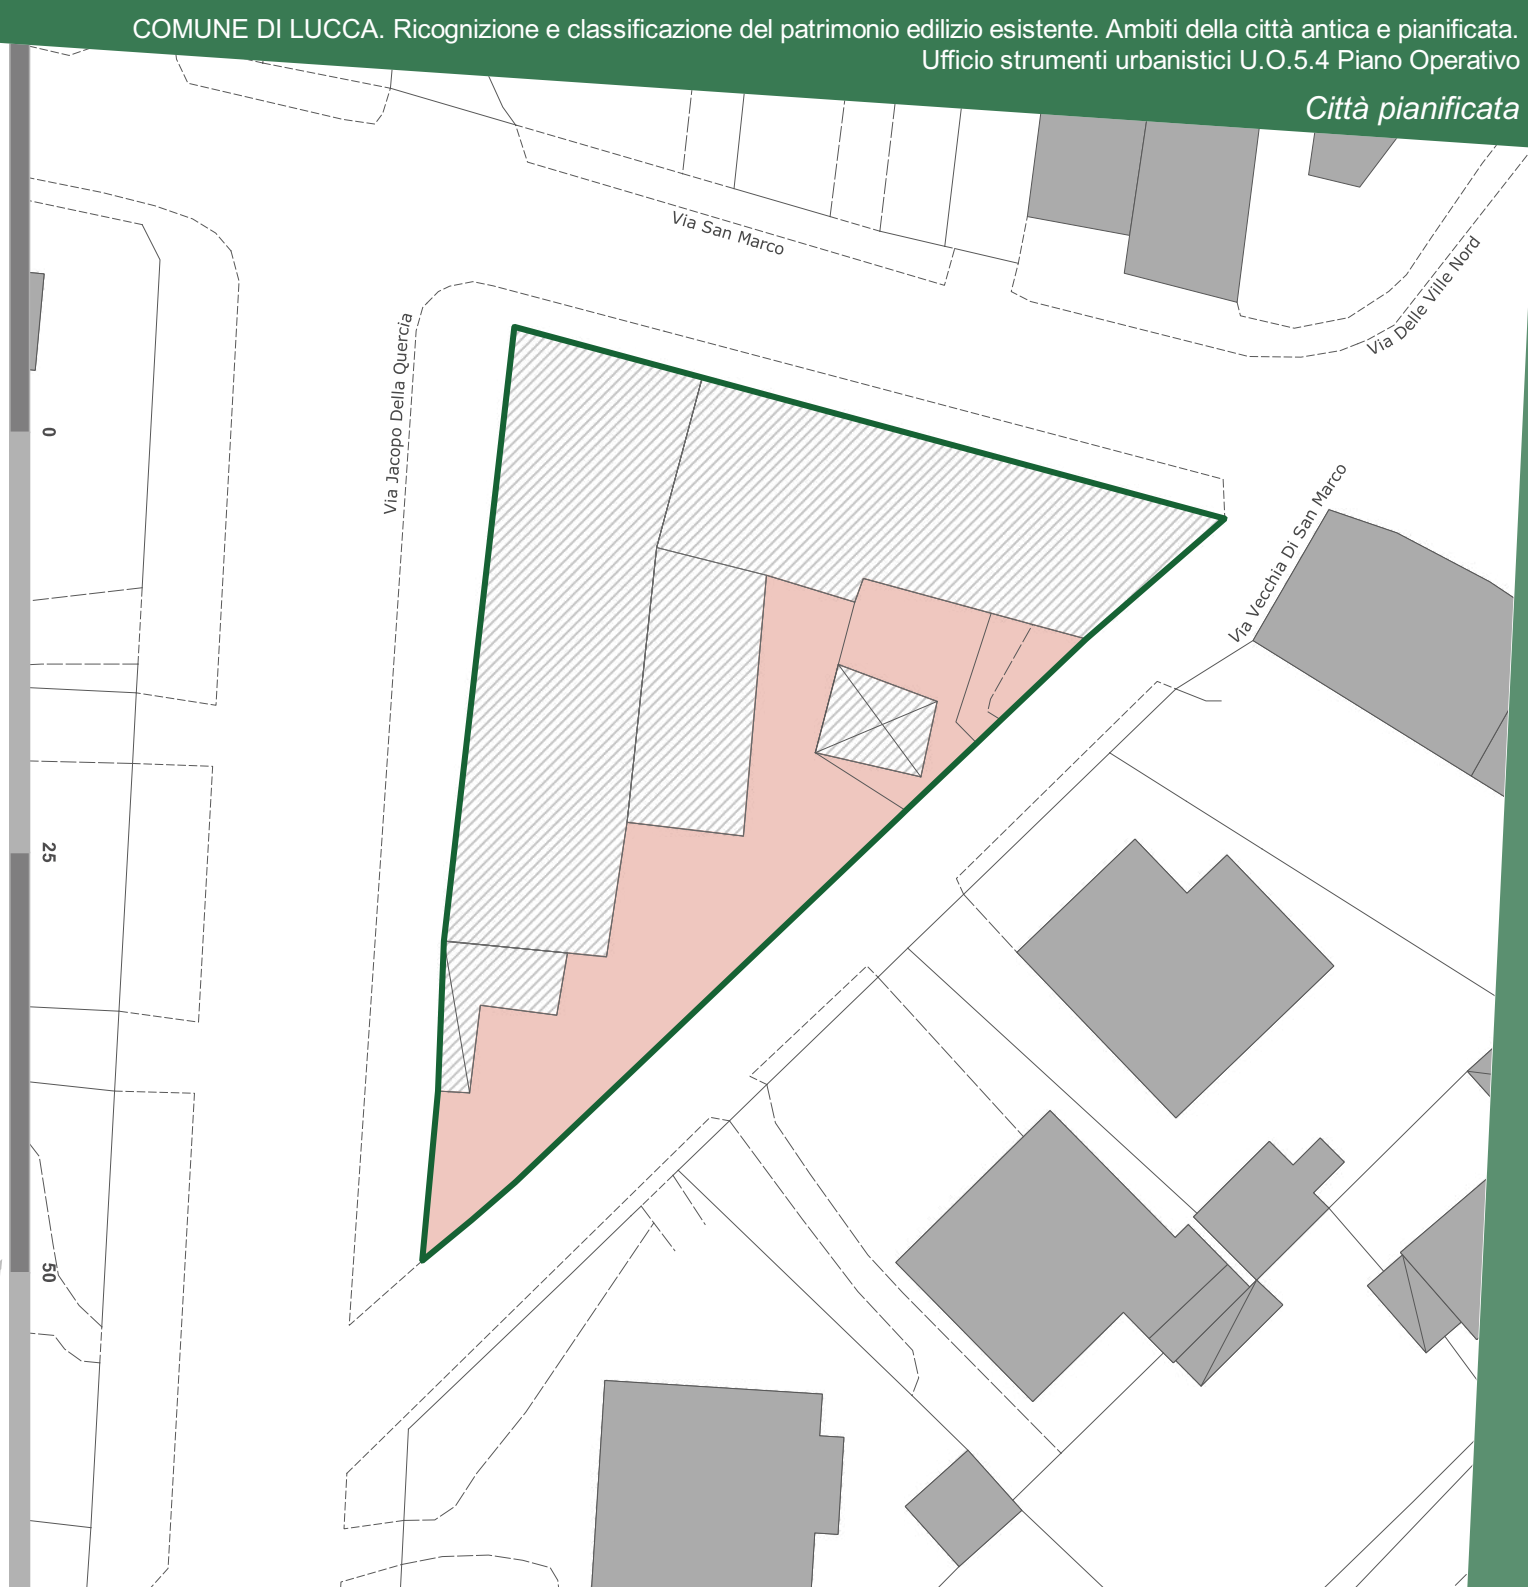 COMUNE DI LUCCA. Ricognizione e classificazione del patrimonio edilizio esistente. Ambiti della città antica e pianificata.
Ufficio strumenti urbanistici U.O.5.4 Piano Operativo
Città pianificata
Via San Marco
Via Delle Ville Nord
Via Jacopo Della Quercia
0
Via Vecchia Di San Marco
25
50